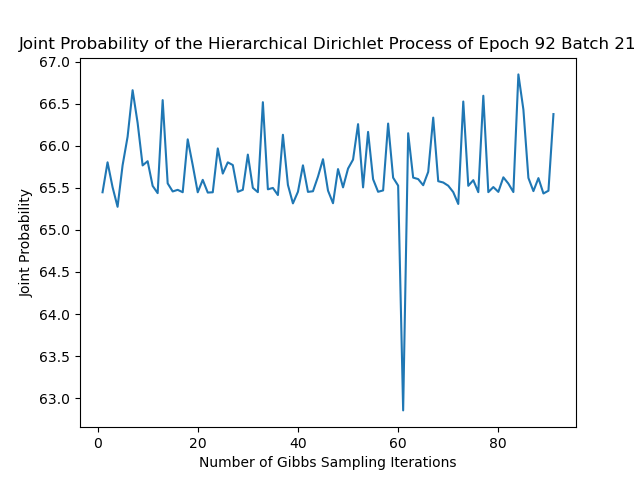 Joint Probability of the Hierarchical Dirichlet Process of Epoch 92 Batch 21
67.0
66.5
66.0
65.5
65.0
64.5
64.0
63.5
63.0
Joint Probability
0 20 40 60 80
Number of Gibbs Sampling Iterations